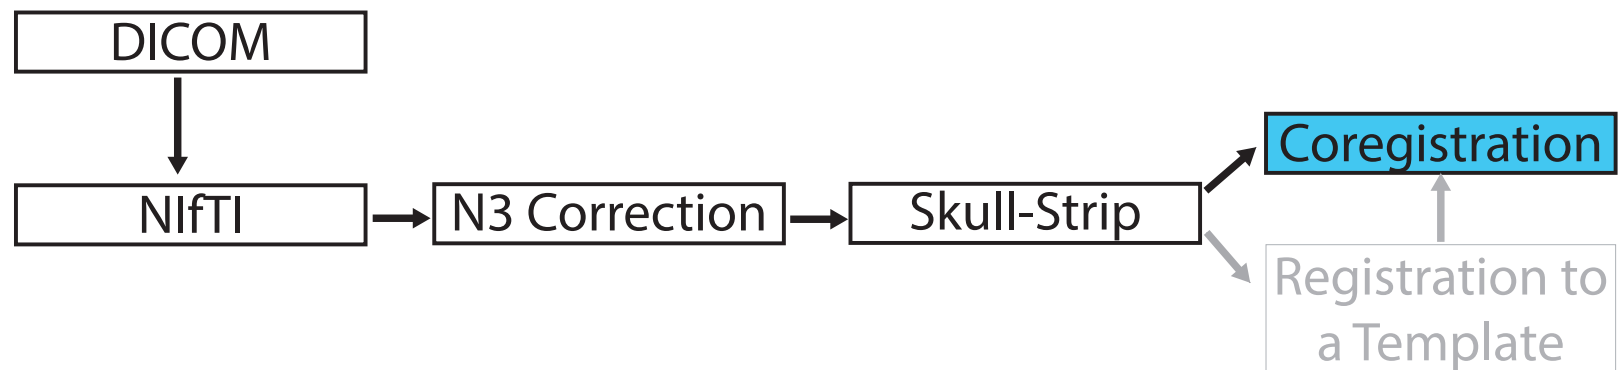 DICOM
NIfTI
N3 Correction
Skull-Strip
Coregistration
Registration to
a Template